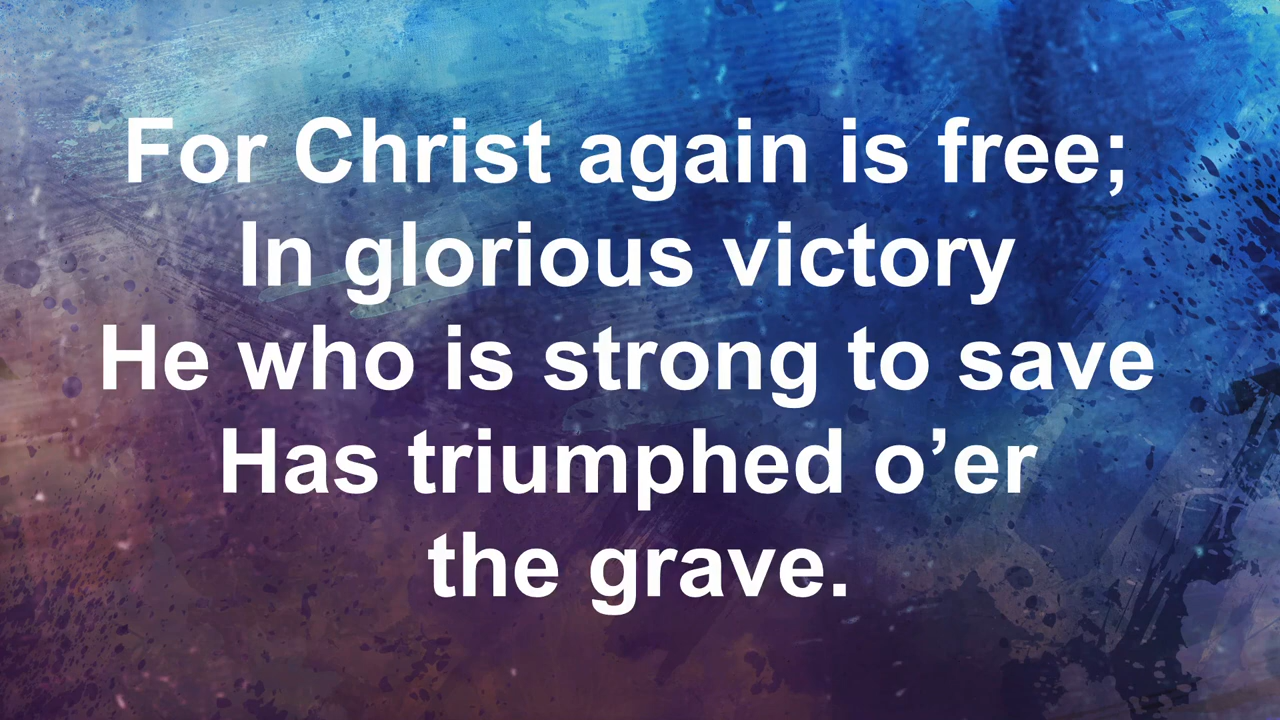 For Christ again is free;
In glorious victory
He who is strong to save
Has triumphed o’er
the grave.